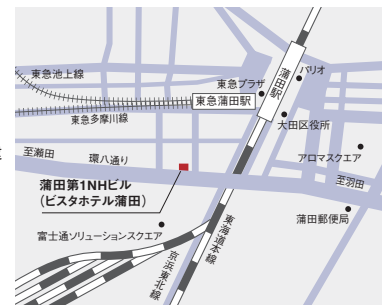 東急池上線
東急プラザ
パリオ
蒲田駅
東急蒲田駅
東急多摩川線
大田区役所
至瀬田
環八通り
アロマスクエア
至羽田
蒲田第1NHビル
(ビスタホテル蒲田)
蒲田郵便局
富士通ソリューションスクエア
東海道本線
京浜東北線